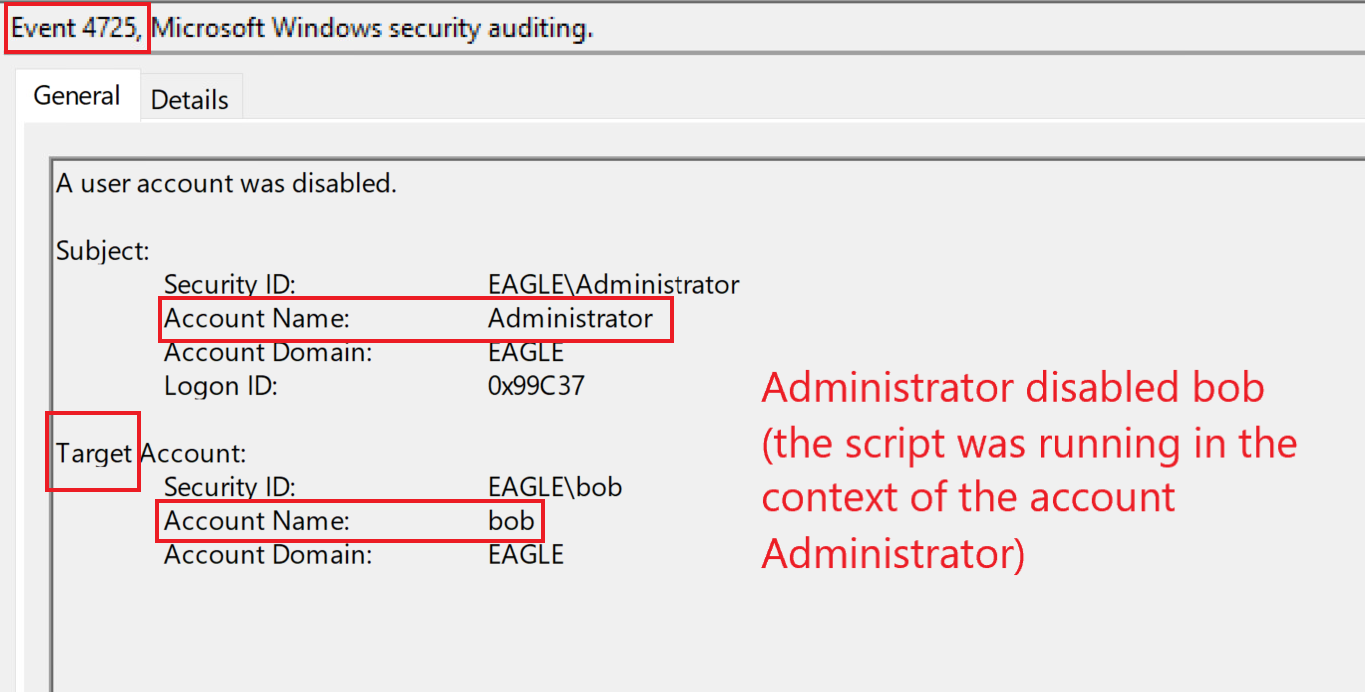 Event 4725, Microsoft Windows security auditing.
General Details
A user account was disabled.
Subject:
Security ID: EAGLE\Administrator
Account Name: Administrator
Account Domain: EAGLE
Logon ID: 0x99C37
Target Account:
Security ID: EAGLE\bob
Account Name: bob
Account Domain: EAGLE
Administrator disabled bob
(the script was running in the
context of the account
Administrator)